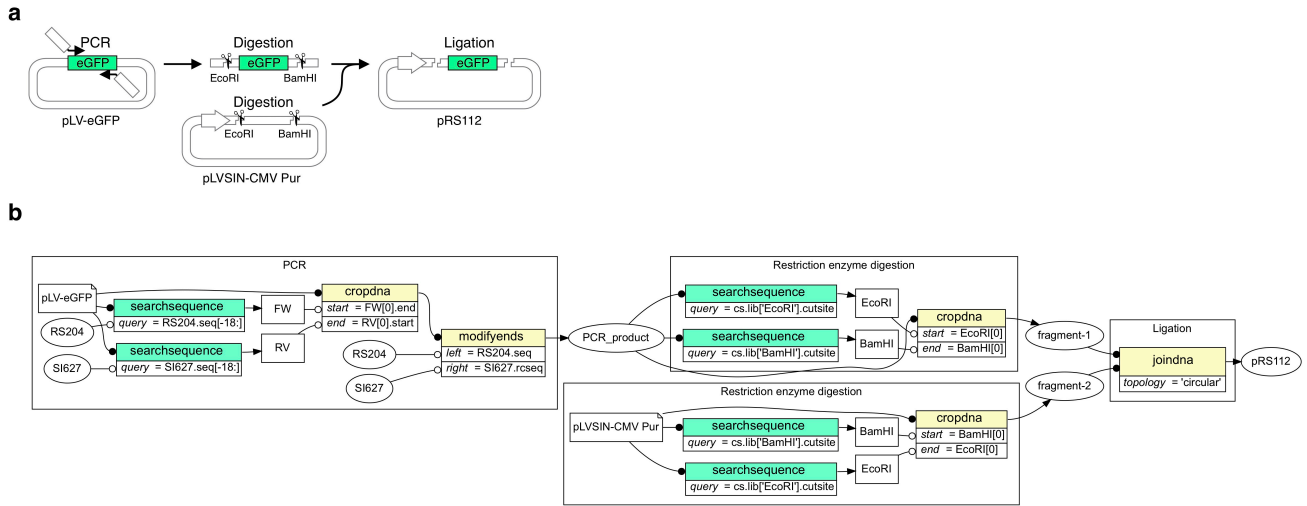 a
PCR
eGFP
pLV-eGFP
Digestion
eGFP
EcoRI
BamHI
Digestion
EcoRI
BamHI
pLVSIN-CMV Pur
Ligation
eGFP
pRS112
b
PCR
pLV-eGFP
RS204
SI627
searchsequence
query = RS204.seq[-18:]
searchsequence
query = SI627.seq[-18:]
FW
RV
cropdna
start = FW[0].end
end = RV[0].start
RS204
SI627
modifyends
left = RS204.seq
right = SI627.rcseq
PCR_product
Restriction enzyme digestion
searchsequence
query = cs.lib['EcoRI'].cutsite
searchsequence
query = cs.lib['BamHI'].cutsite
EcoRI
BamHI
cropdna
start = EcoRI[0]
end = BamHI[0]
fragment-1
Restriction enzyme digestion
pLVSIN-CMV Pur
searchsequence
query = cs.lib['BamHI'].cutsite
searchsequence
query = cs.lib['EcoRI'].cutsite
BamHI
EcoRI
cropdna
start = BamHI[0]
end = EcoRI[0]
fragment-2
Ligation
joindna
topology = 'circular'
pRS112